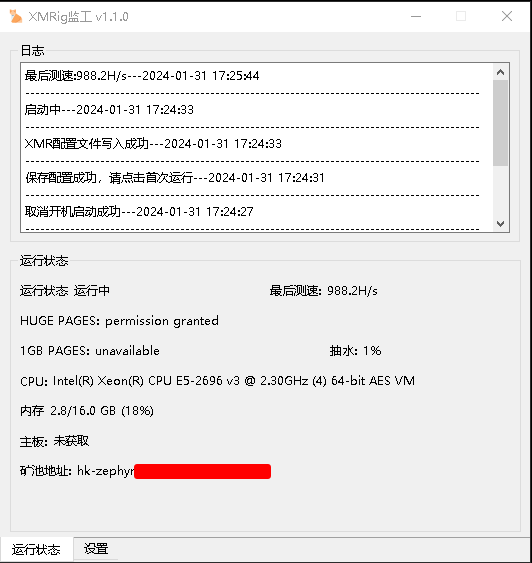 XMRig监工 v1.1.0
日志
最后测速:988.2H/s---2024-01-31 17:25:44
启动中---2024-01-31 17:24:33
XMR配置文件写入成功---2024-01-31 17:24:33
保存配置成功，请点击首次运行---2024-01-31 17:24:31
取消开机启动成功---2024-01-31 17:24:27
运行状态
运行状态 运行中 最后测速: 988.2H/s
HUGE PAGES: permission granted
1GB PAGES: unavailable 抽水: 1%
CPU: Intel(R) Xeon(R) CPU E5-2696 v3 @ 2.30GHz (4) 64-bit AES VM
内存 2.8/16.0 GB (18%)
主板: 未获取
矿池地址: hk-zephyr
运行状态 设置